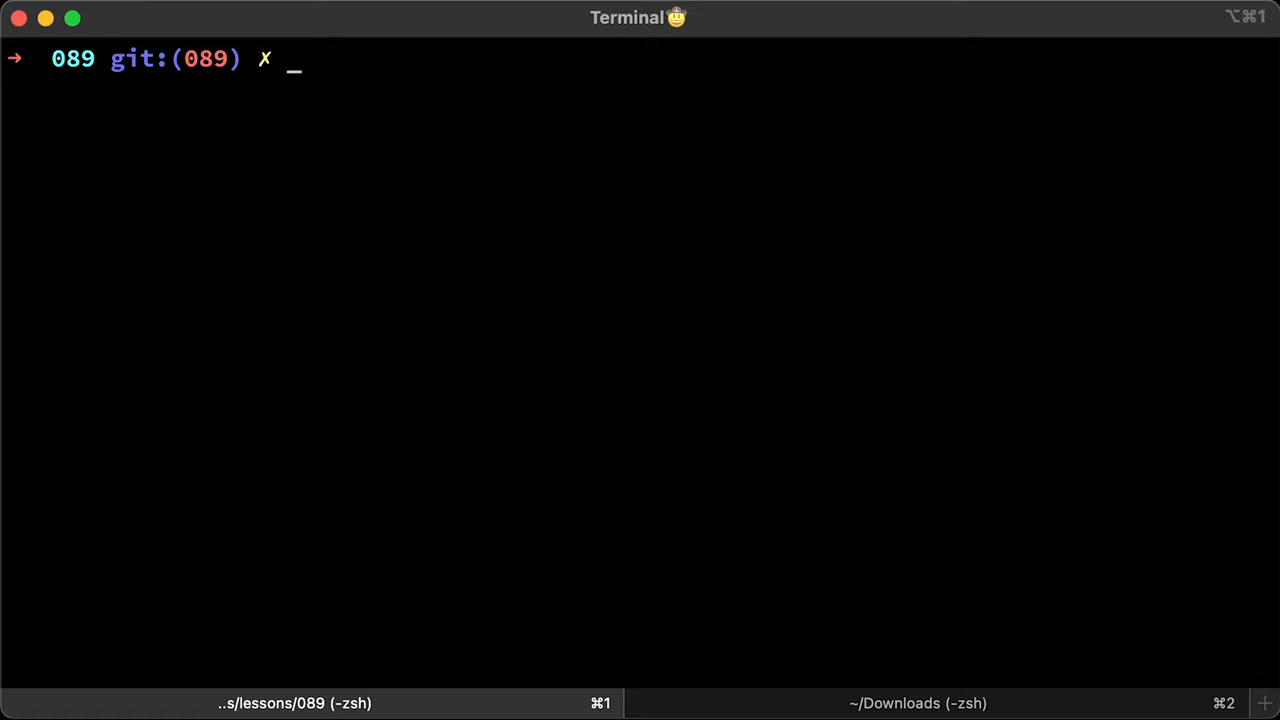 Terminal🤠
⌥⌘1
→ 089 git:(089) ✗ _
..s/lessons/089 (-zsh) ⌘1
~/Downloads (-zsh) ⌘2